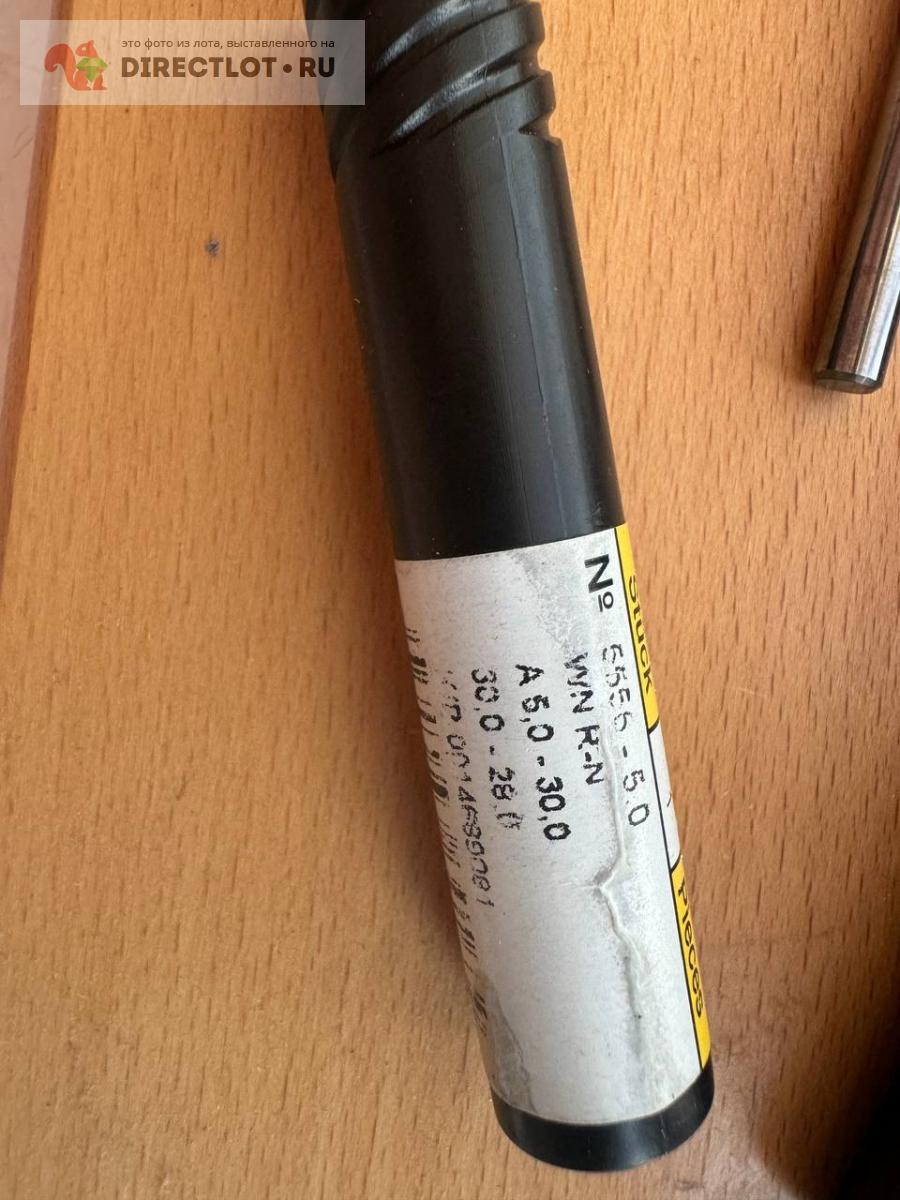 это фото из лота, выставленного на
DIRECTLOT.RU
Stück
Pieces
Nº 5556 - 5.0
WN R-N
A 5,0 - 30,0
30,0 - 28,0